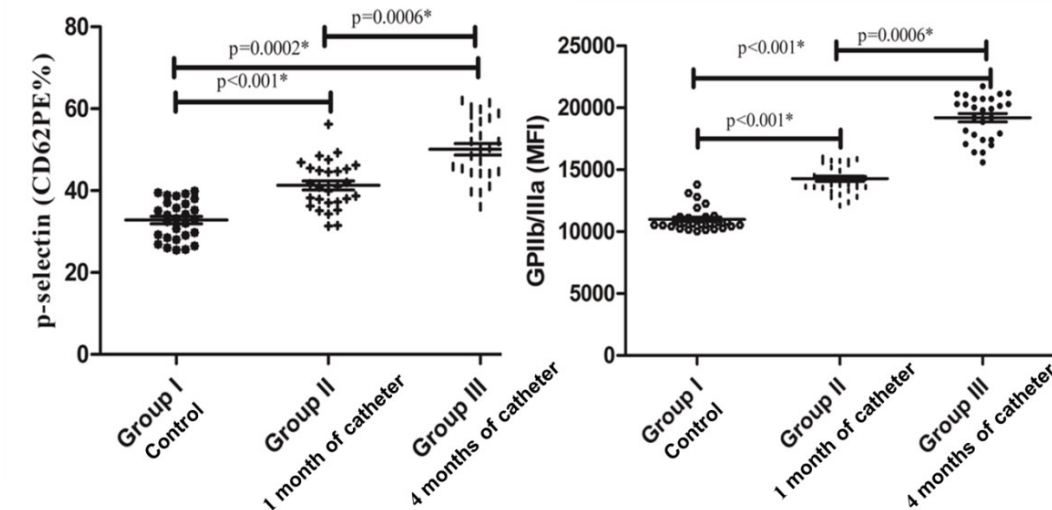 p-selectin (CD62PE%)
80
60
40
20
0
p=0.0006*
p=0.0002*
p<0.001*
Group I
Control
Group II
1 month of catheter
Group III
4 months of catheter
GPIIb/IIIa (MFI)
25000
20000
15000
10000
5000
0
p=0.0006*
p<0.001*
p<0.001*
Group I
Control
Group II
1 month of catheter
Group III
4 months of catheter